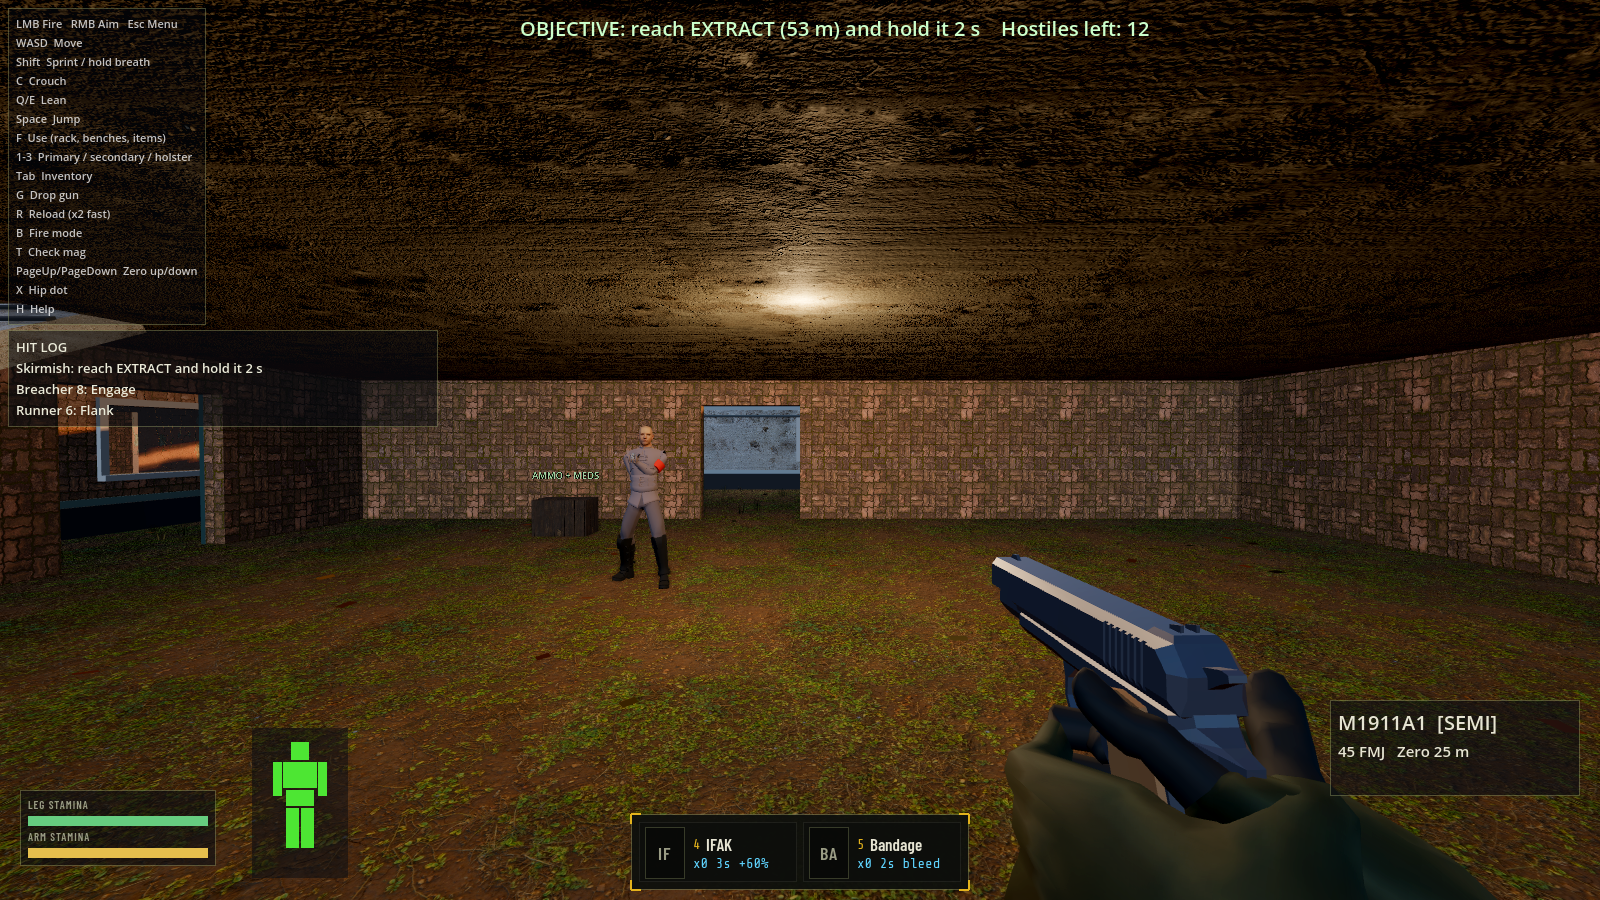 OBJECTIVE: reach EXTRACT (53 m) and hold it 2 s Hostiles left: 12
LMB Fire RMB Aim Esc Menu
WASD Move
Shift Sprint / hold breath
C Crouch
Q/E Lean
Space Jump
F Use (rack, benches, items)
1-3 Primary / secondary / holster
Tab Inventory
G Drop gun
R Reload (x2 fast)
B Fire mode
T Check mag
PageUp/PageDown Zero up/down
X Hip dot
H Help
HIT LOG
Skirmish: reach EXTRACT and hold it 2 s
Breacher 8: Engage
Runner 6: Flank
AMMO + MEDS
M1911A1 [SEMI]
45 FMJ Zero 25 m
LEG STAMINA
ARM STAMINA
IF 4 IFAK
x0 3s +60%
BA 5 Bandage
x0 2s bleed